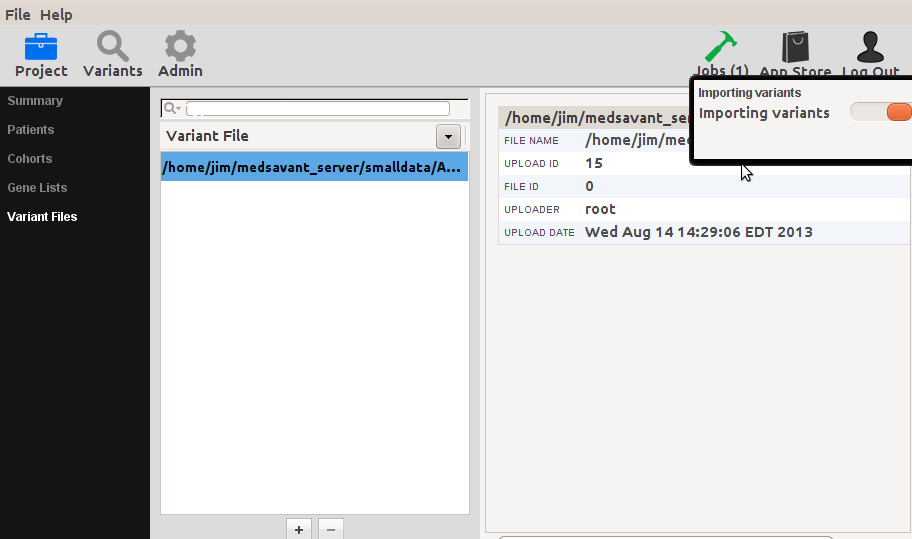 File Help
Project Variants Admin Jobs (1) App Store Log Out
Summary
Patients
Cohorts
Gene Lists
Variant Files
Variant File
/home/jim/medsavant_server/smalldata/A...
+ −
/home/jim/medsavant_se
FILE NAME /home/jim/med
UPLOAD ID 15
FILE ID 0
UPLOADER root
UPLOAD DATE Wed Aug 14 14:29:06 EDT 2013
Importing variants
Importing variants